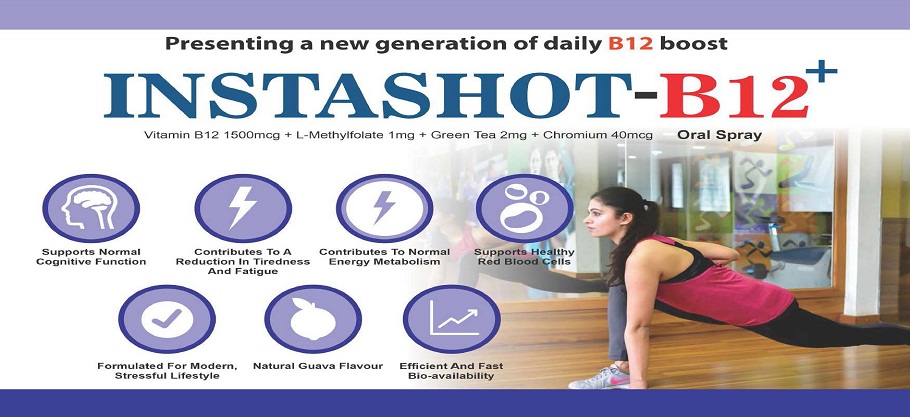 Presenting a new generation of daily B12 boost
INSTASHOT-B12+
Vitamin B12 1500mcg + L-Methylfolate 1mg + Green Tea 2mg + Chromium 40mcg Oral Spray
Supports Normal
Cognitive Function
Contributes To A
Reduction In Tiredness
And Fatigue
Contributes To Normal
Energy Metabolism
Supports Healthy
Red Blood Cells
Formulated For Modern,
Stressful Lifestyle
Natural Guava Flavour
Efficient And Fast
Bio-availability